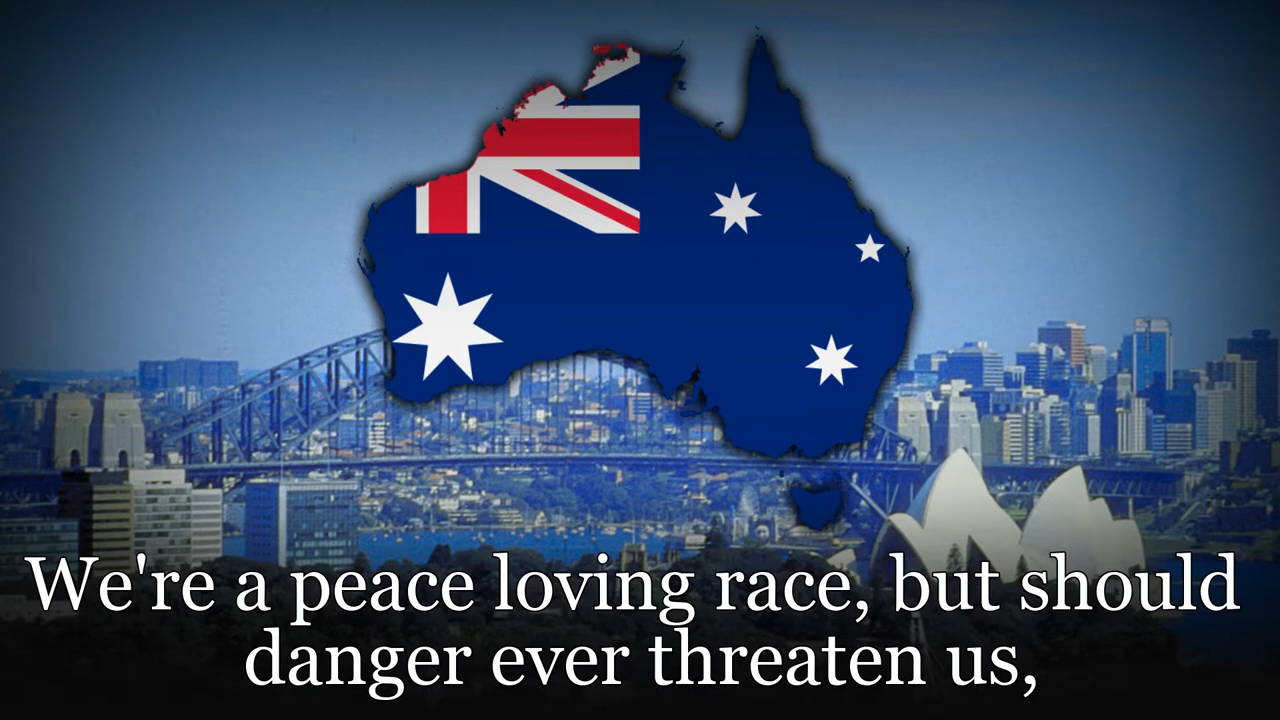 We're a peace loving race, but should
danger ever threaten us,